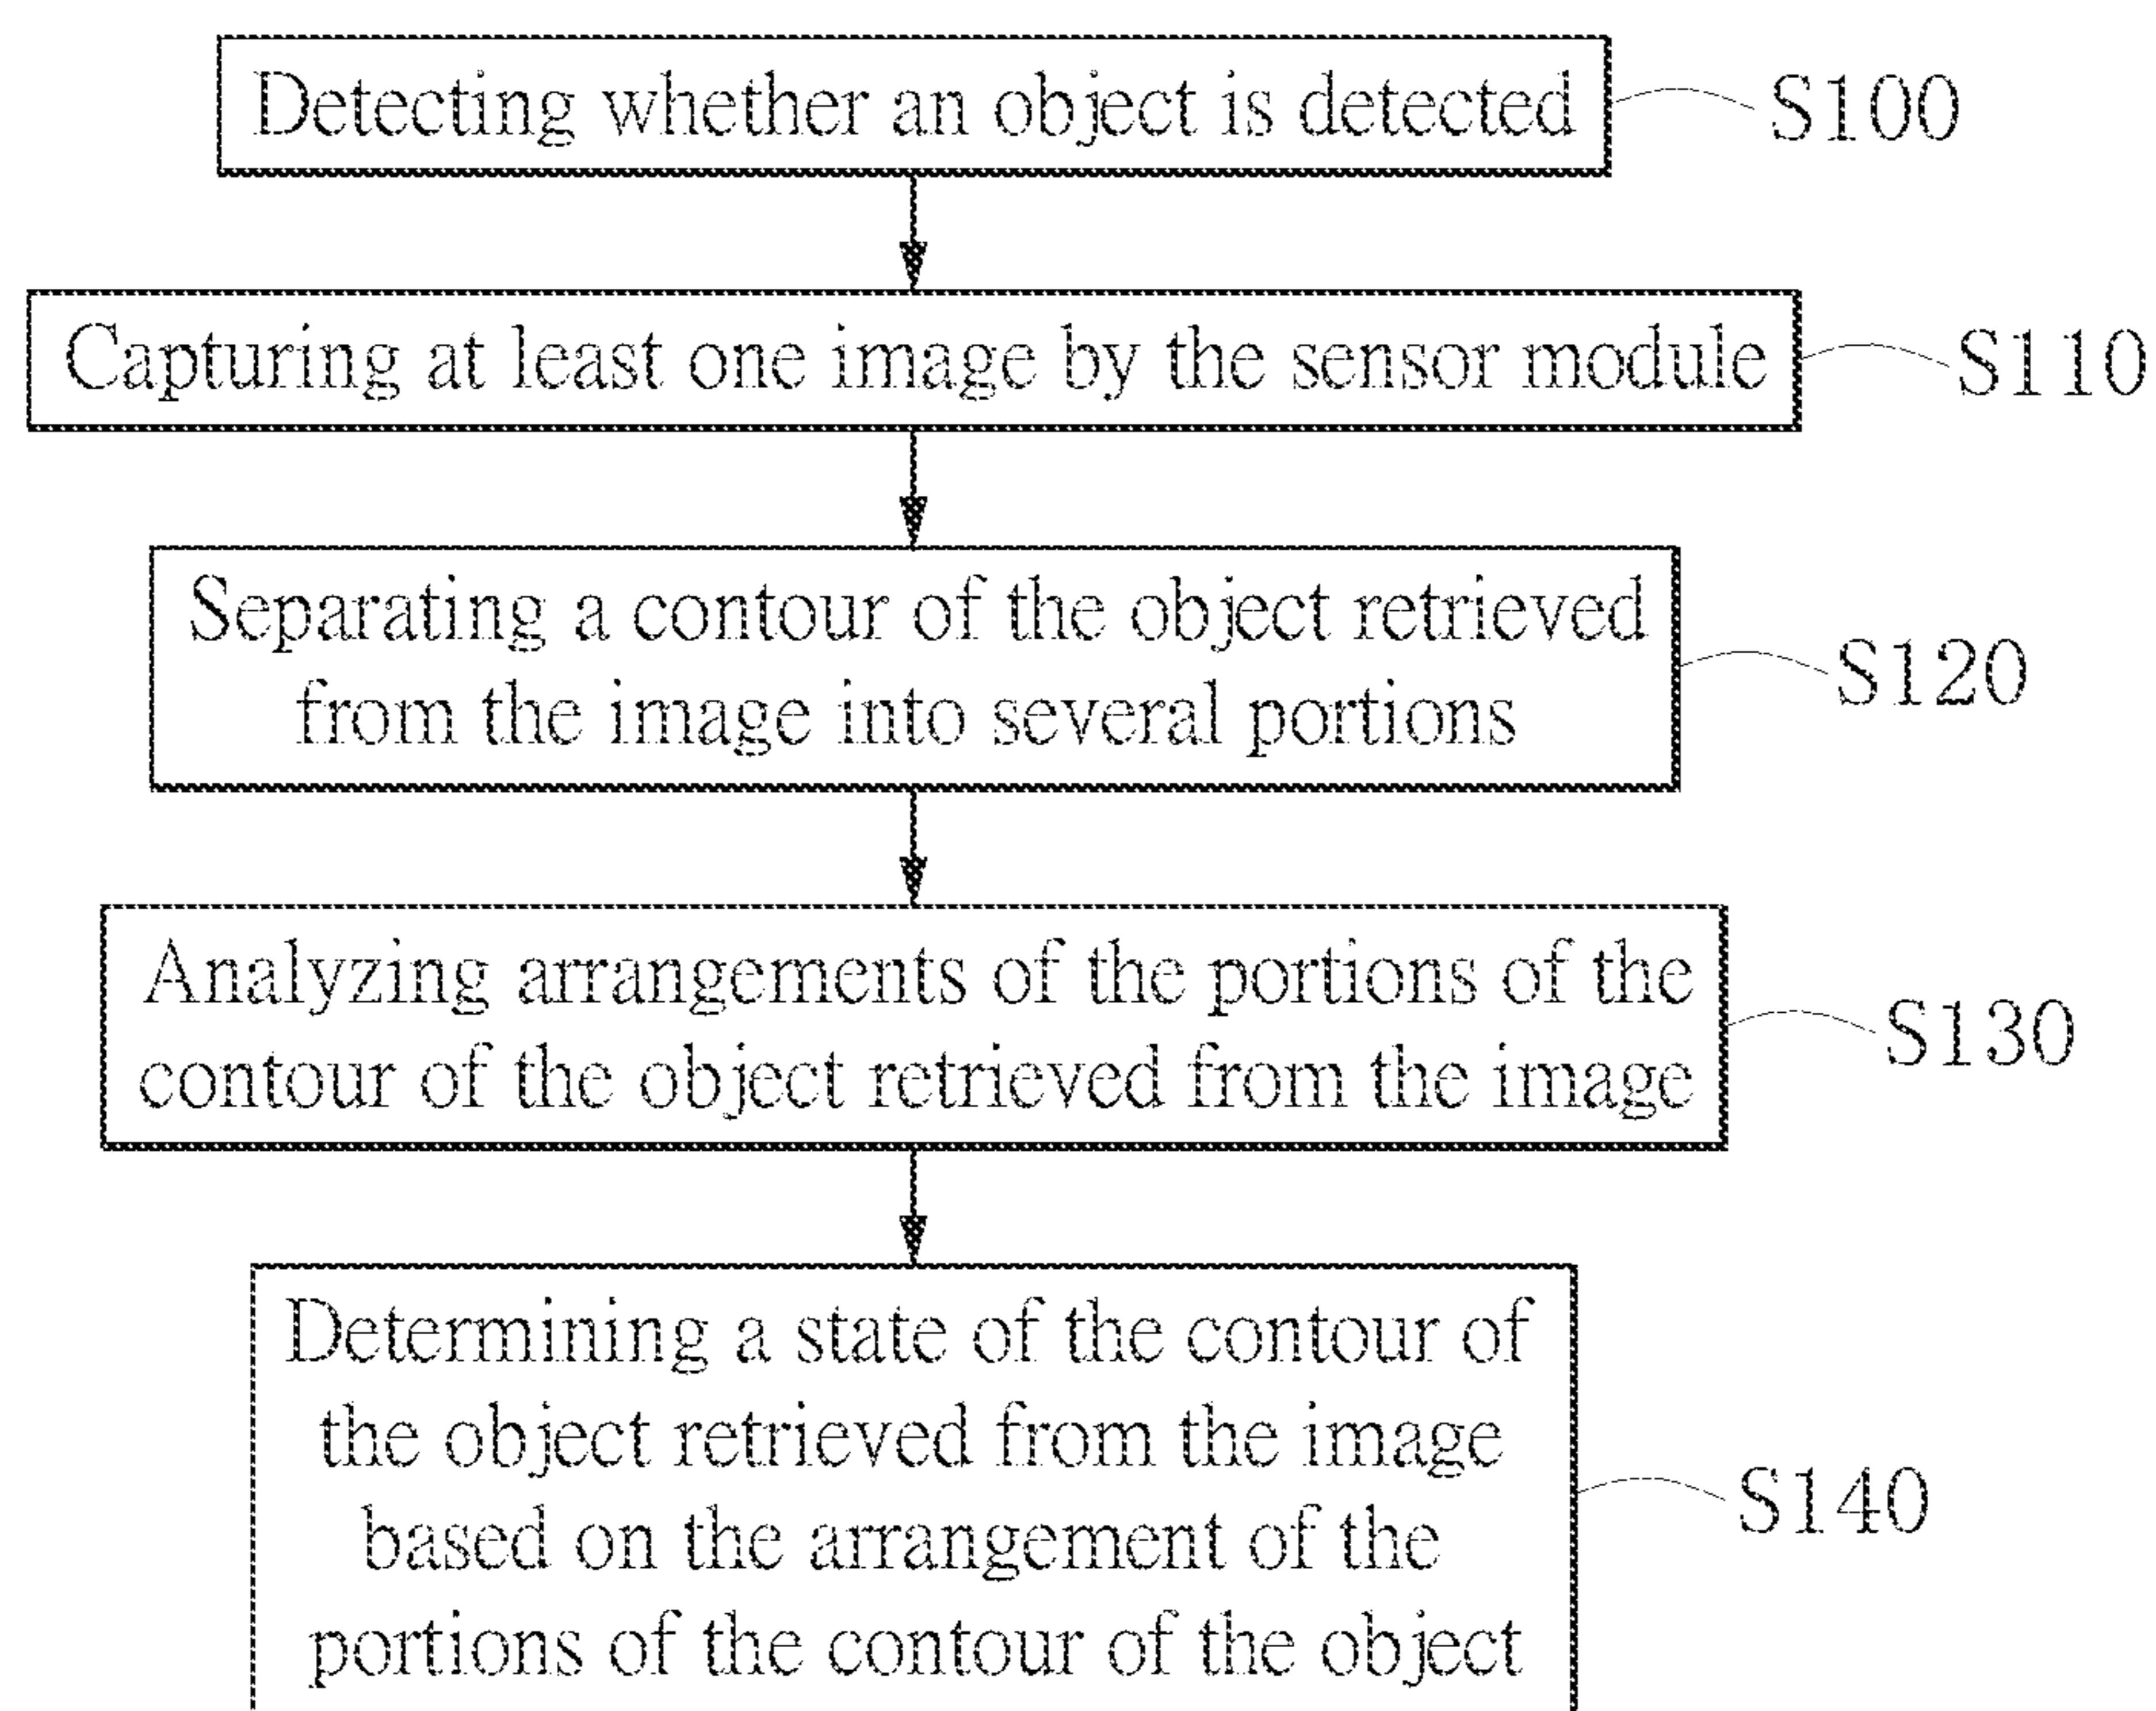 Detecting whether an object is detected
S100
Capturing at least one image by the sensor module
S110
Separating a contour of the object retrieved
from the image into several portions
S120
Analyzing arrangements of the portions of the
contour of the object retrieved from the image
S130
Determining a state of the contour of
the object retrieved from the image
based on the arrangement of the
portions of the contour of the object
S140